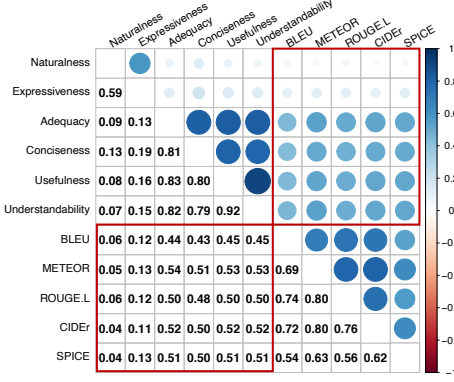 Naturalness Expressiveness Adequacy Conciseness Usefulness Understandability BLEU METEOR ROUGE.L CIDEr SPICE
Naturalness
Expressiveness 0.59
Adequacy 0.09 0.13
Conciseness 0.13 0.19 0.81
Usefulness 0.08 0.16 0.83 0.80
Understandability 0.07 0.15 0.82 0.79 0.92
BLEU 0.06 0.12 0.44 0.43 0.45 0.45
METEOR 0.05 0.13 0.54 0.51 0.53 0.53 0.69
ROUGE.L 0.06 0.12 0.50 0.48 0.50 0.50 0.74 0.80
CIDEr 0.04 0.11 0.52 0.50 0.52 0.52 0.72 0.80 0.76
SPICE 0.04 0.13 0.51 0.50 0.51 0.51 0.54 0.63 0.56 0.62
1
0.2
0